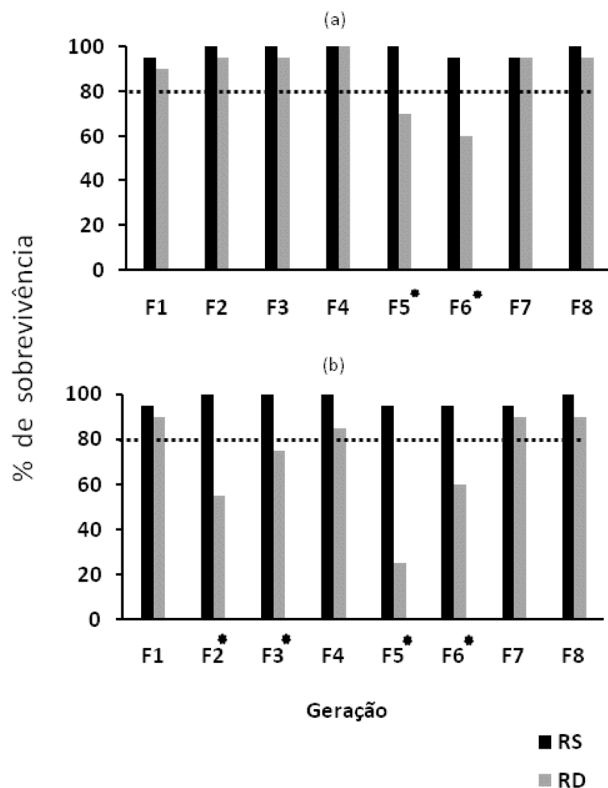 (a)
100
80
60
40
20
0
F1 F2 F3 F4 F5* F6* F7 F8
% de sobrevivência
(b)
100
80
60
40
20
0
F1 F2* F3* F4 F5* F6* F7 F8
Geração
RS
RD